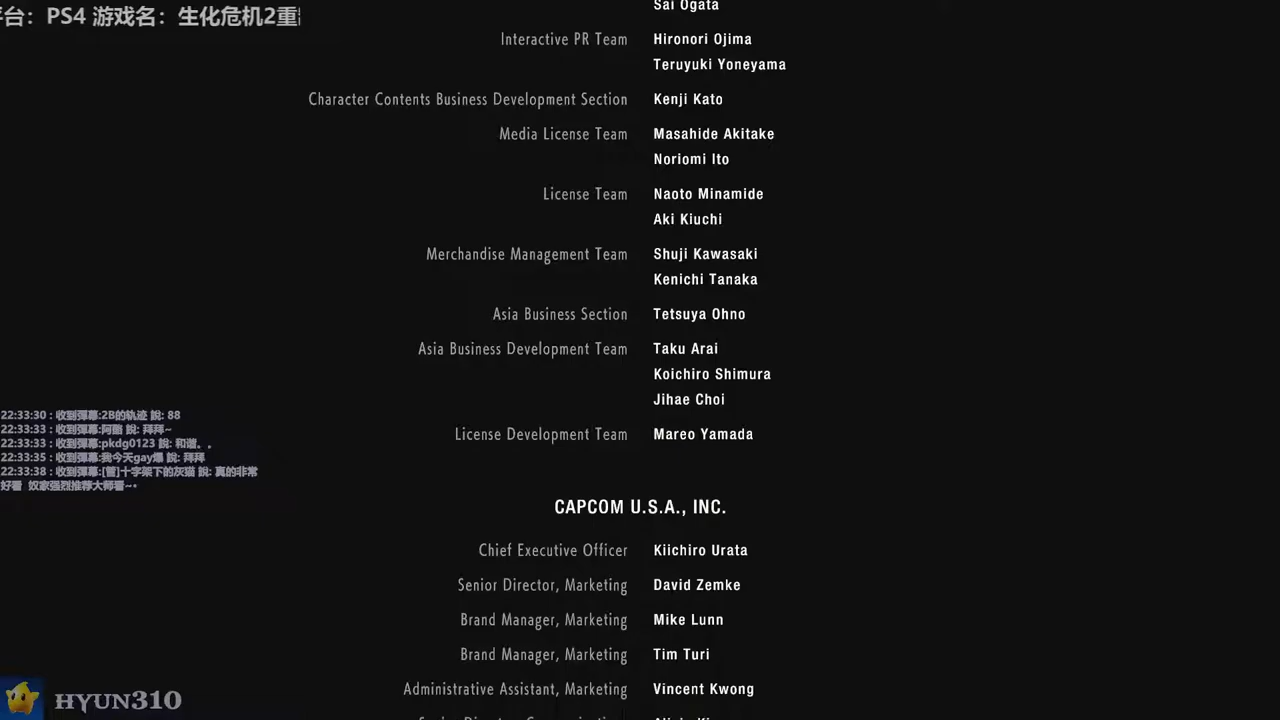 平台：PS4 游戏名：生化危机2重
Sai Ogata
Interactive PR Team Hironori Ojima
Teruyuki Yoneyama
Character Contents Business Development Section Kenji Kato
Media License Team Masahide Akitake
Noriomi Ito
License Team Naoto Minamide
Aki Kiuchi
Merchandise Management Team Shuji Kawasaki
Kenichi Tanaka
Asia Business Section Tetsuya Ohno
Asia Business Development Team Taku Arai
Koichiro Shimura
Jihae Choi
License Development Team Mareo Yamada
22:33:30 : 收到彈幕:2B的轨迹 說: 88
22:33:33 : 收到彈幕:阿酷 說: 拜拜~
22:33:33 : 收到彈幕:pkdg0123 說: 和谐。。
22:33:35 : 收到彈幕:我今天gay爆 說: 拜拜
22:33:38 : 收到彈幕:[管]十字架下的灰猫 說: 真的非常
好看 奴家强烈推荐大师看~•
CAPCOM U.S.A., INC.
Chief Executive Officer Kiichiro Urata
Senior Director, Marketing David Zemke
Brand Manager, Marketing Mike Lunn
Brand Manager, Marketing Tim Turi
Administrative Assistant, Marketing Vincent Kwong
HYUN310